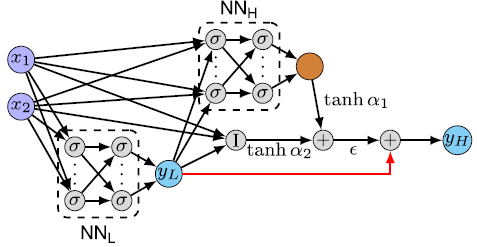 NN_H
x_1
σ σ
σ σ
x_2
tanh α_1
I
tanh α_2
+
ϵ
+
y_H
σ σ
σ σ
y_L
NN_L